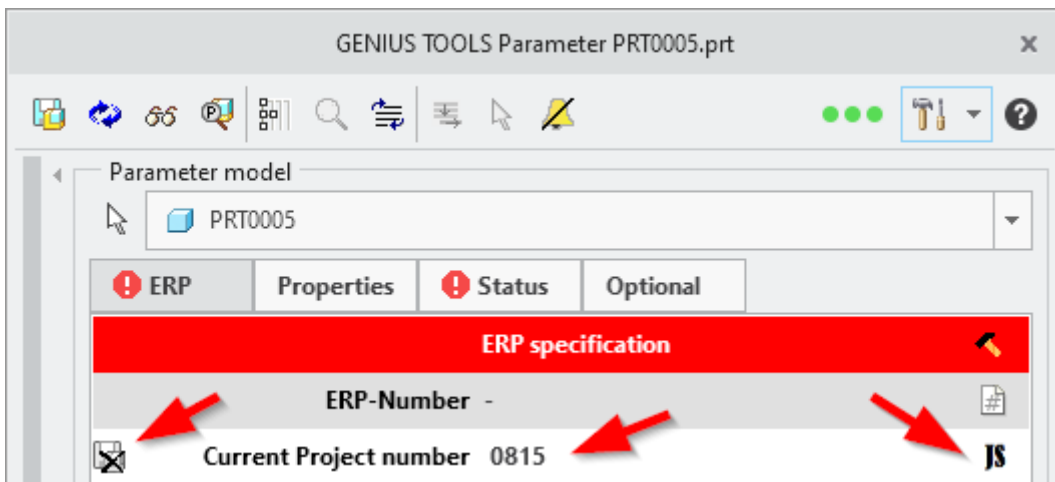 GENIUS TOOLS Parameter PRT0005.prt
Parameter model
PRT0005
ERP Properties Status Optional
ERP specification
ERP-Number -
Current Project number 0815 JS